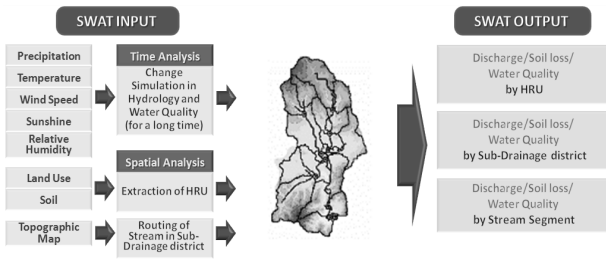 SWAT INPUT
Precipitation
Temperature
Wind Speed
Sunshine
Relative
Humidity
Land Use
Soil
Topographic
Map
Time Analysis
Change
Simulation in
Hydrology and
Water Quality
(for a long time)
Spatial Analysis
Extraction of HRU
Routing of
Stream in Sub-
Drainage district
SWAT OUTPUT
Discharge/Soil loss/
Water Quality
by HRU
Discharge/Soil loss/
Water Quality
by Sub-Drainage district
Discharge/Soil loss/
Water Quality
by Stream Segment